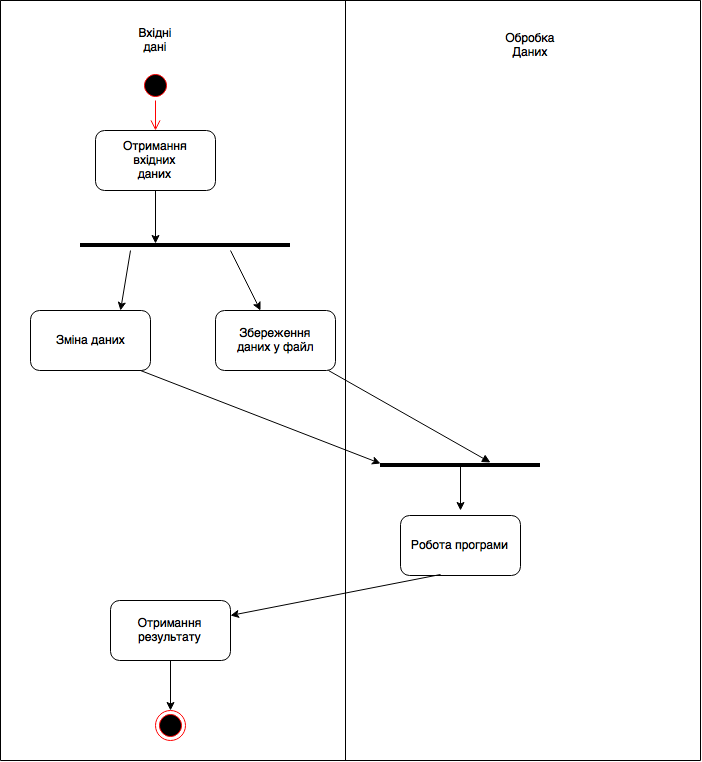 Вхідні
дані
Обробка
Даних
Отримання
вхідних
даних
Зміна даних
Збереження
даних у файл
Робота програми
Отримання
результату